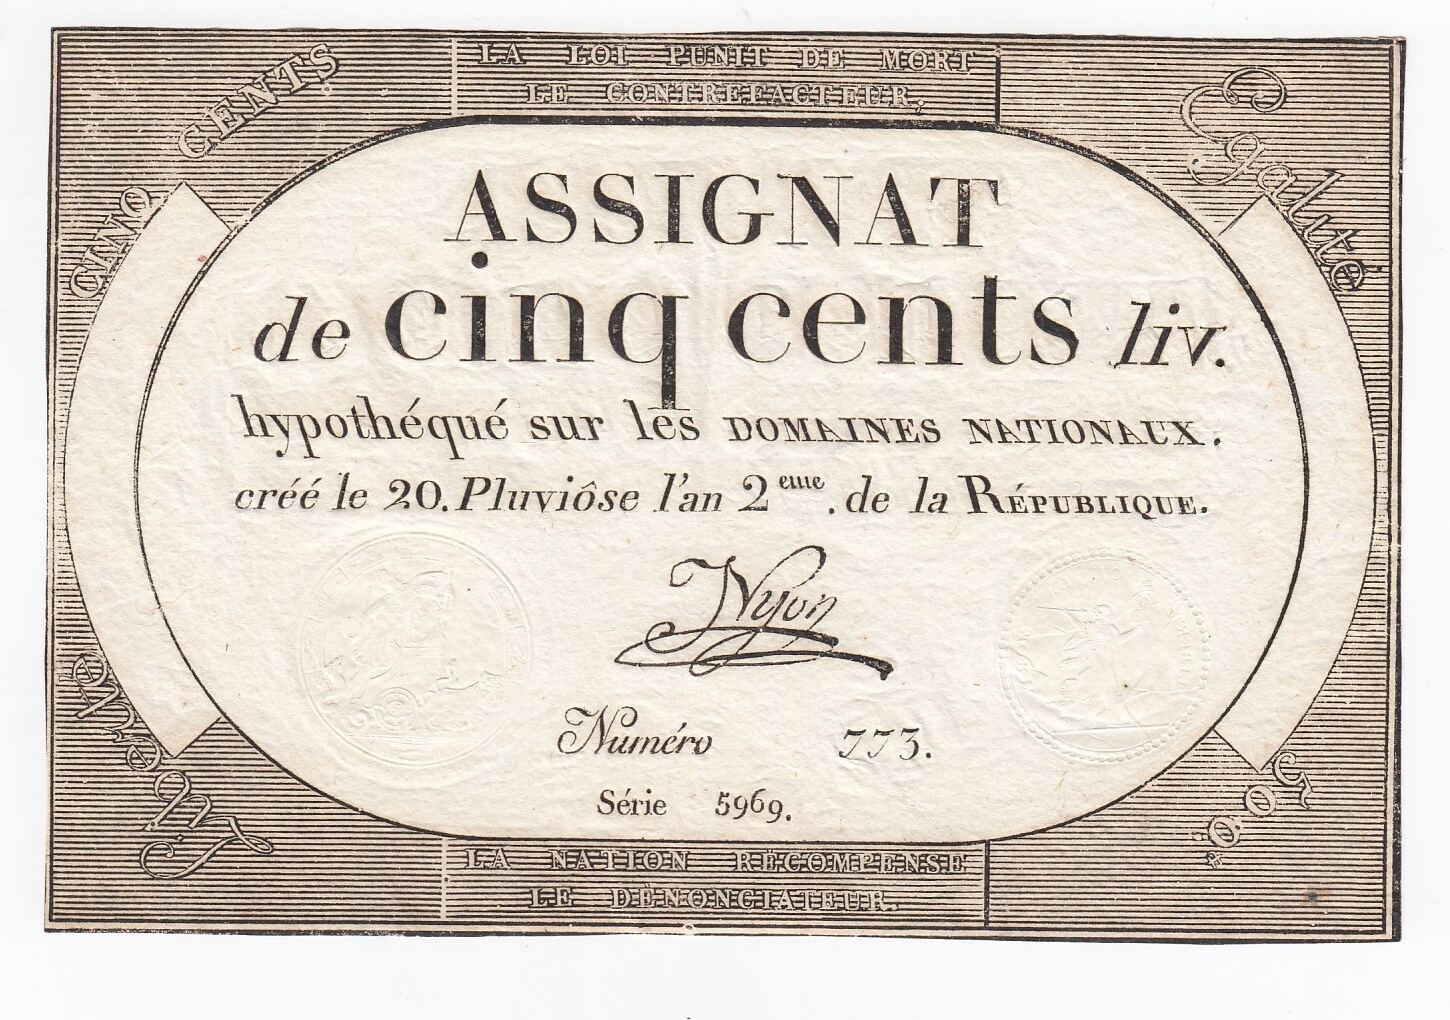 LA LOI PUNIT DE MORT
LE CONTREFACTEUR,
CINQ CENTS
Egalité
ASSIGNAT
de cinq cents liv.
hypothéqué sur les DOMAINES NATIONAUX.
créé le 20. Pluviôse l'an 2eme. de la RÉPUBLIQUE.
Nyon
Numéro 773.
Série 5969.
Liberté
500.₶
LA NATION RÉCOMPENSE
LE DÉNONCIATEUR.